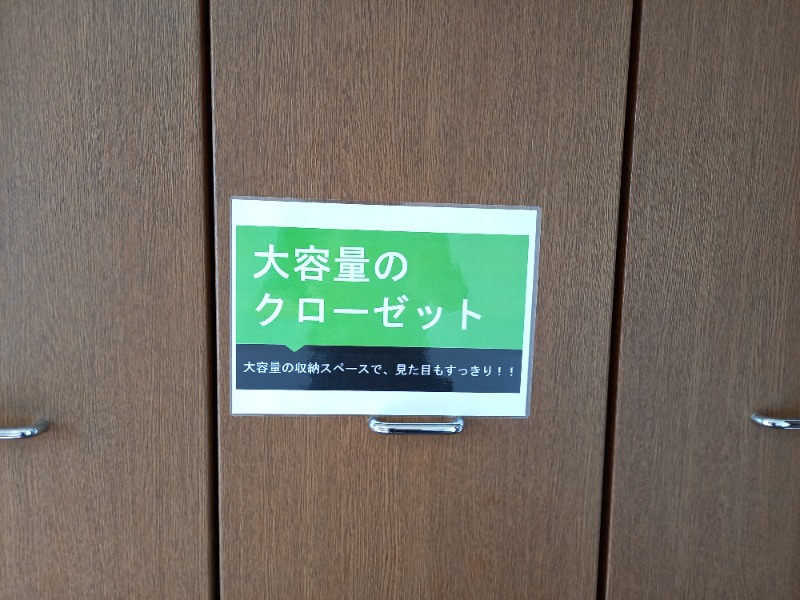 大容量の
クローゼット
大容量の収納スペースで、見た目もすっきり！！